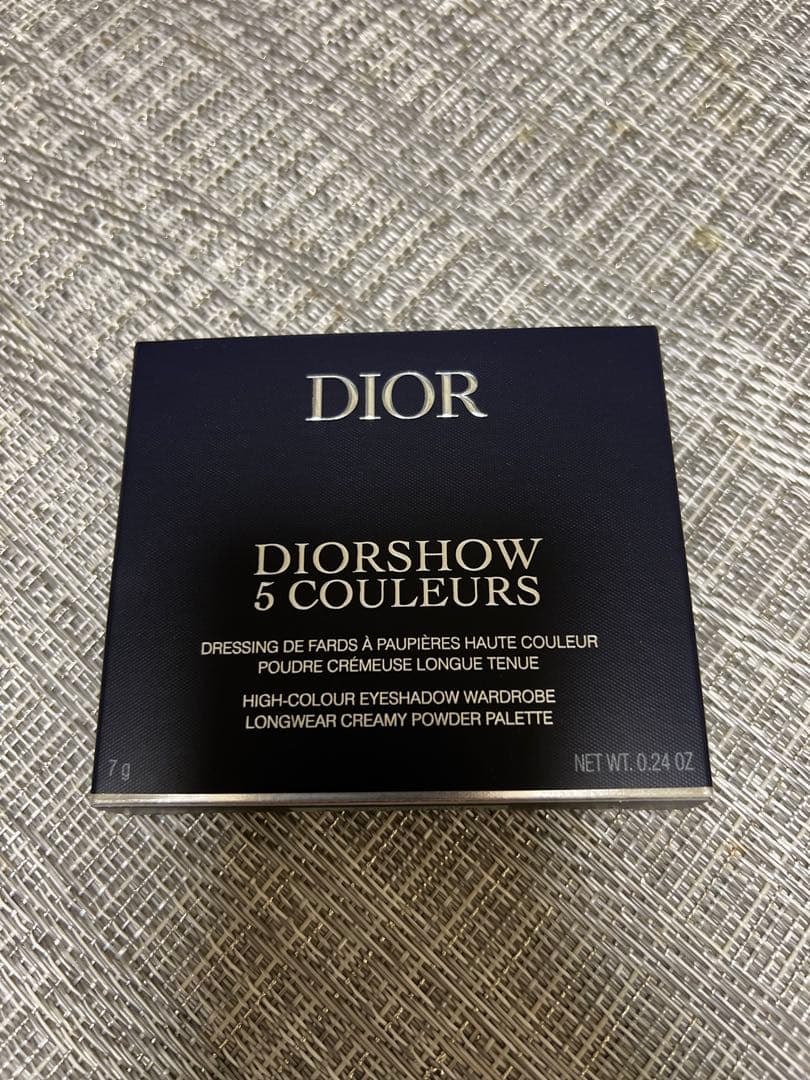 DIOR
DIORSHOW
5 COULEURS
DRESSING DE FARDS À PAUPIÈRES HAUTE COULEUR
POUDRE CRÉMEUSE LONGUE TENUE
HIGH-COLOUR EYESHADOW WARDROBE
LONGWEAR CREAMY POWDER PALETTE
7 g
NET WT. 0.24 OZ